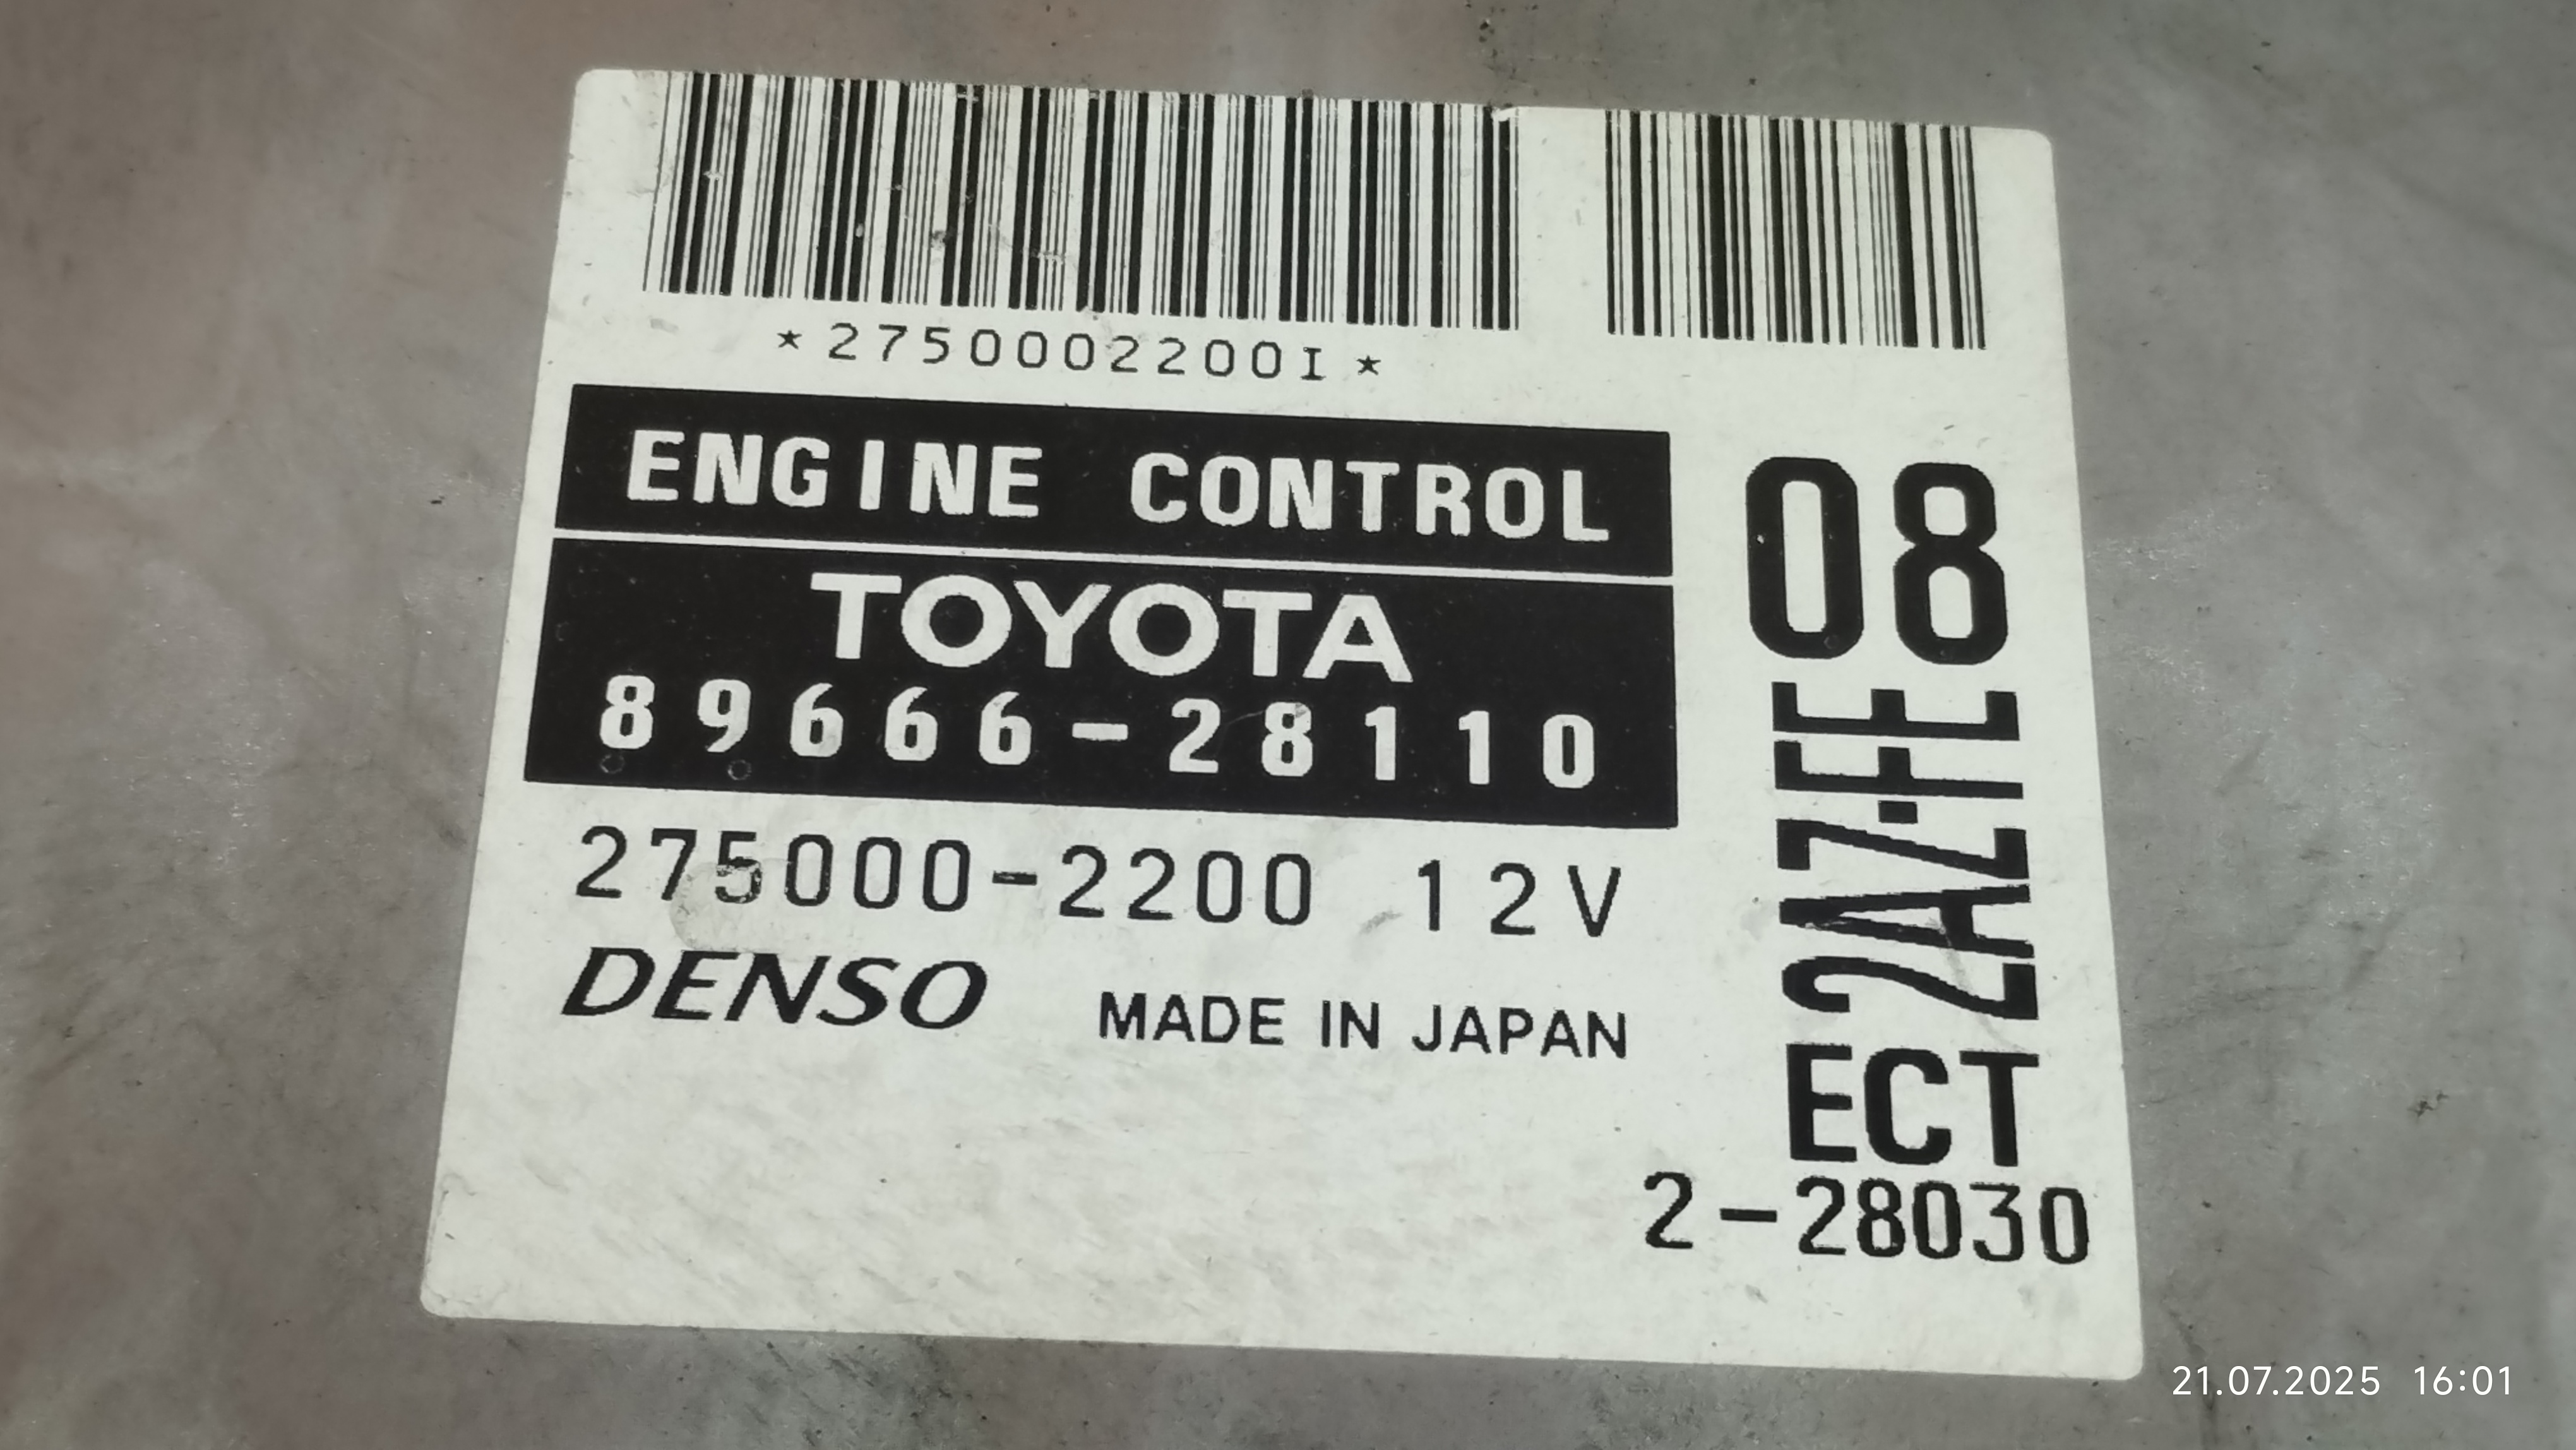 *2750002200I*
ENGINE CONTROL
TOYOTA
89666-28110
275000-2200 12V
DENSO MADE IN JAPAN
08
2AZ-FE
ECT
2-28030
21.07.2025 16:01